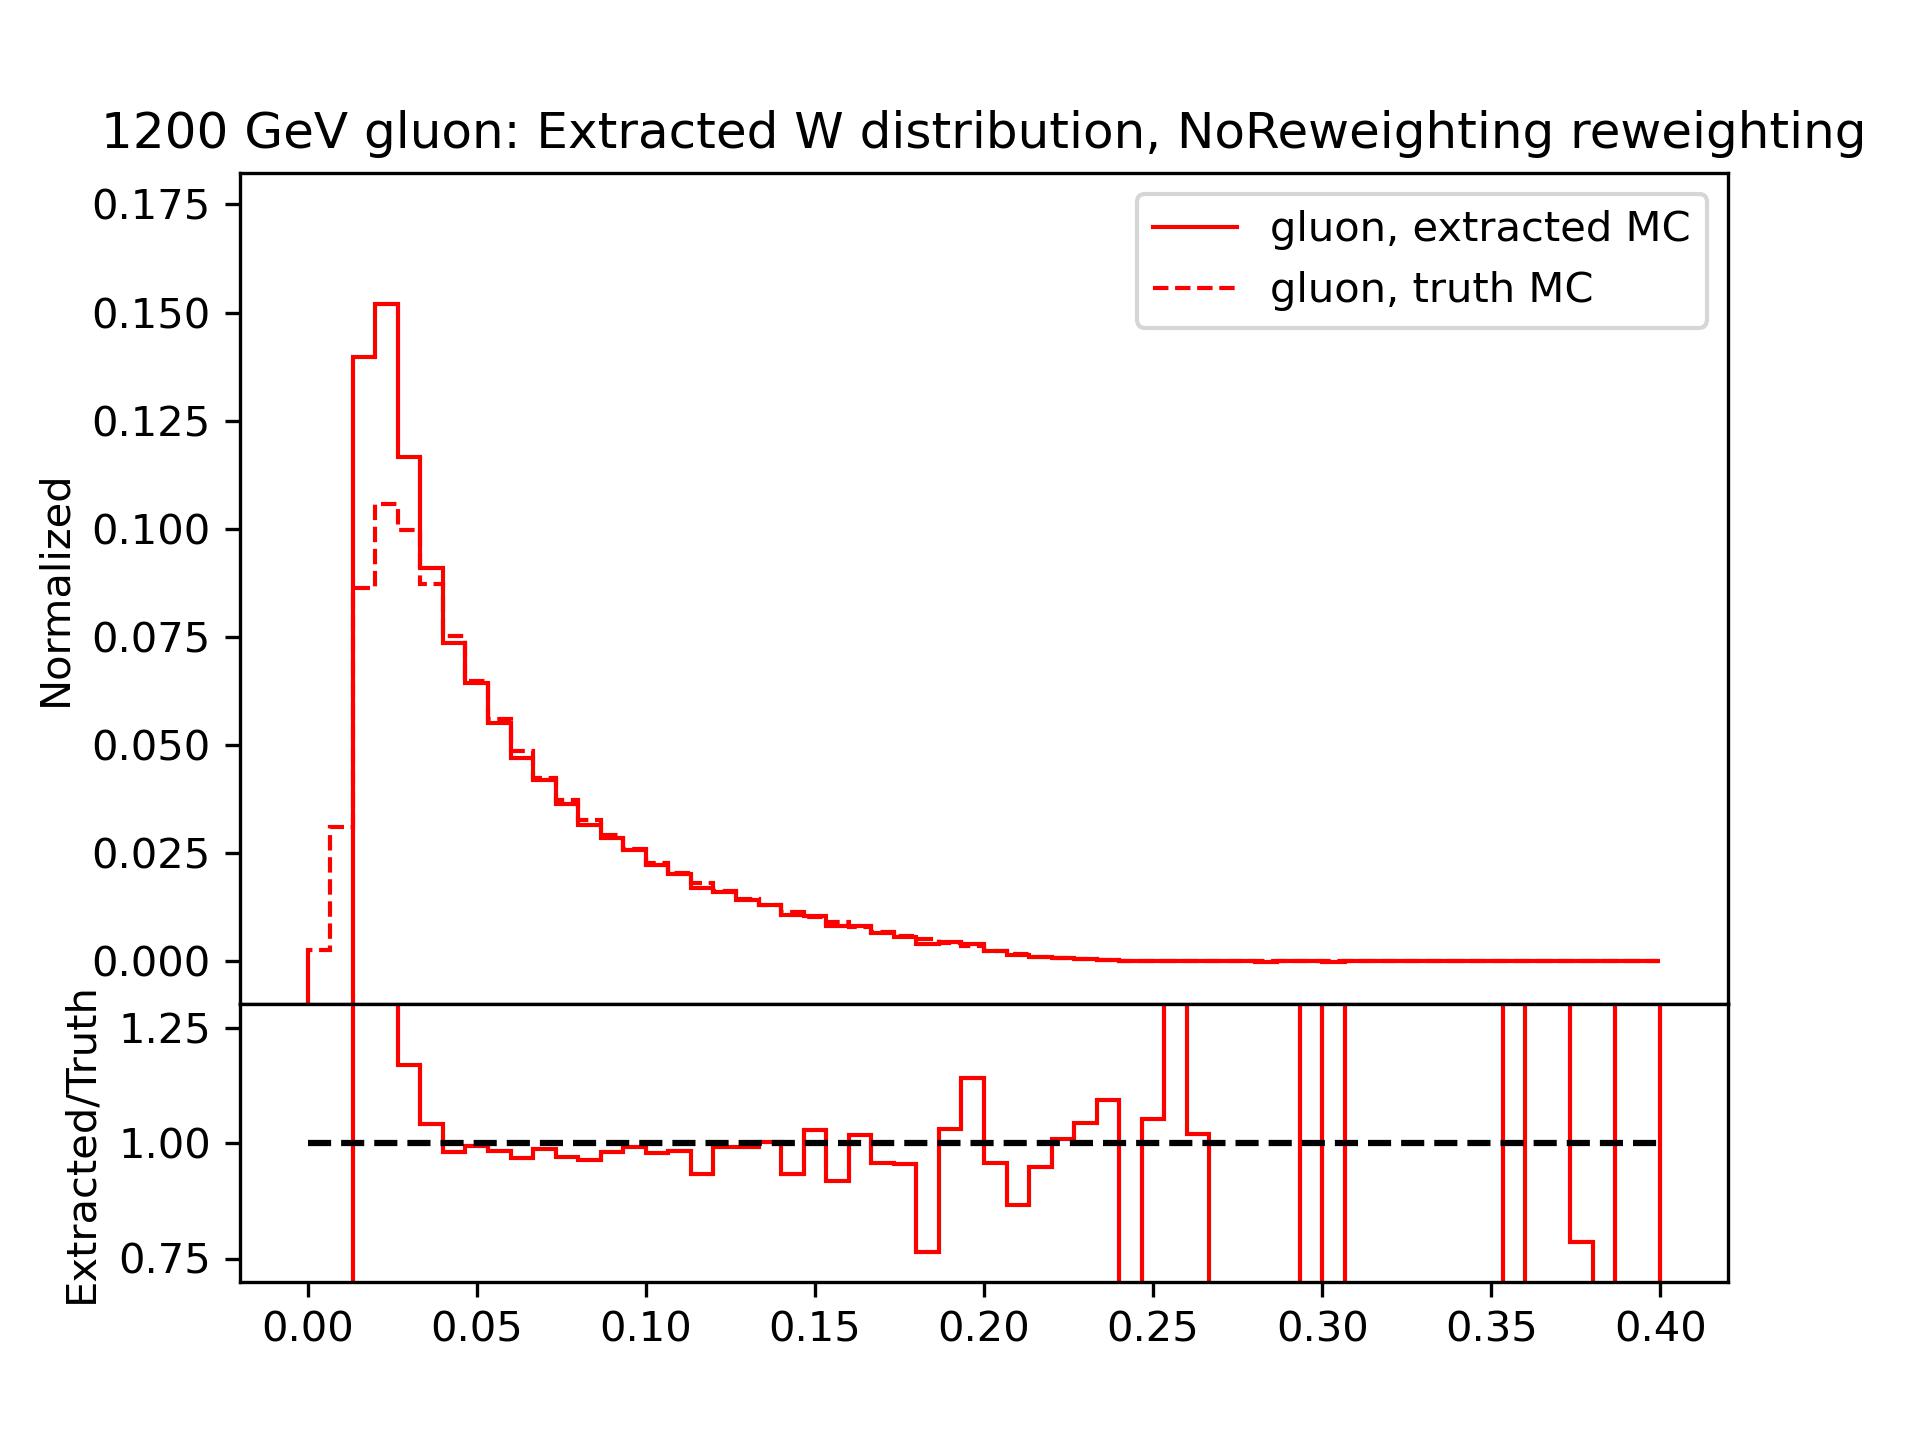 1200 GeV gluon: Extracted W distribution, NoReweighting reweighting
gluon, extracted MC
gluon, truth MC
Normalized
0.175
0.150
0.125
0.100
0.075
0.050
0.025
0.000
Extracted/Truth
1.25
1.00
0.75
0.00 0.05 0.10 0.15 0.20 0.25 0.30 0.35 0.40